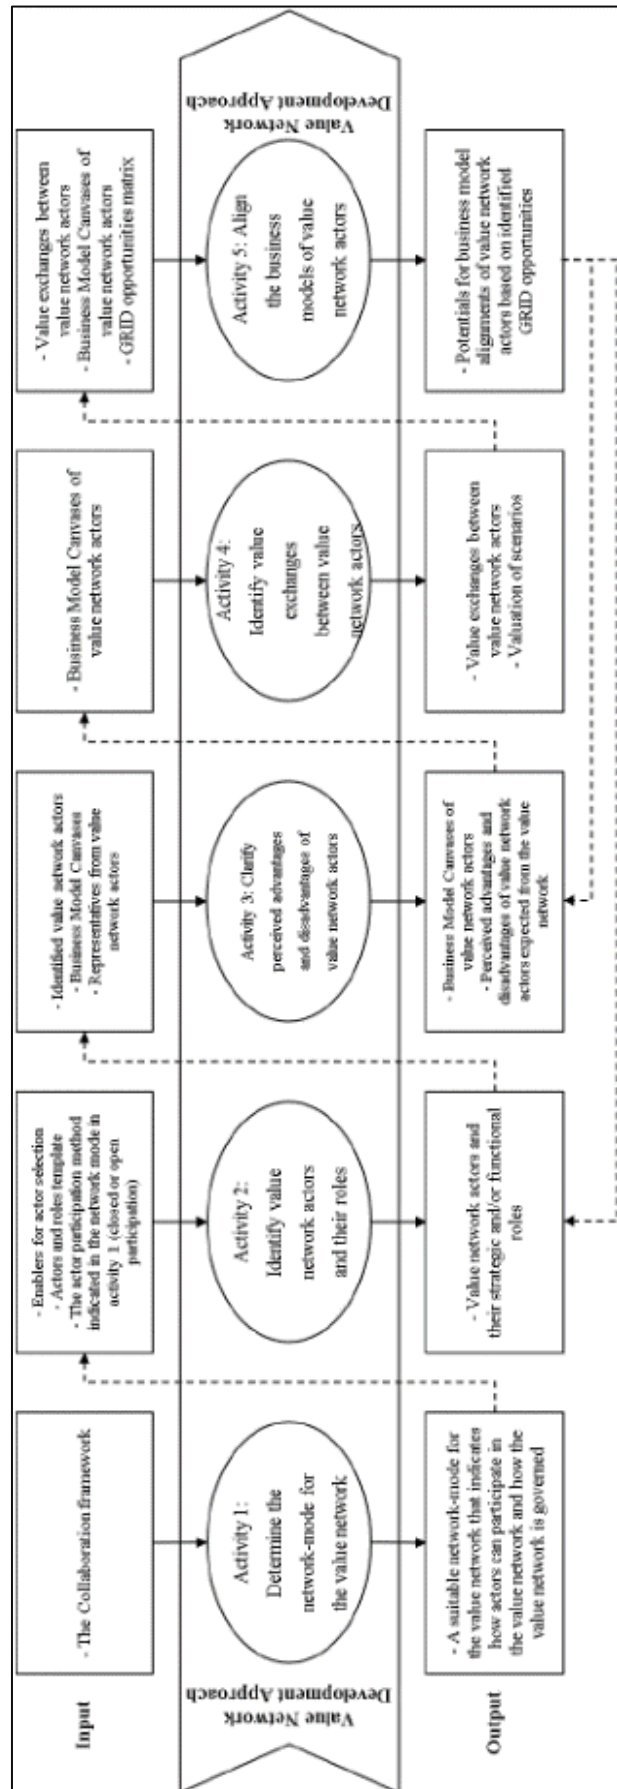 Input
- The Collaboration framework
- Enablers for actor selection
- Actors and roles template
- The actor participation method
indicated in the network mode in
activity 1 (closed or open
participation)
- Identified value network actors
- Business Model Canvases
- Representatives from value
network actors
- Business Model Canvases of
value network actors
- Value exchanges between
value network actors
- Business Model Canvases of
value network actors
- GRID opportunities matrix
Value Network
Development Approach
Activity 1:
Determine the
network-mode for
the value network
Activity 2:
Identify value
network actors
and their roles
Activity 3: Clarify
perceived advantages
and disadvantages of
value network actors
Activity 4:
Identify value
exchanges
between value
network actors
Activity 5: Align
the business
models of value
network actors
Value Network
Development Approach
Output
- A suitable network-mode for
the value network that indicates
how actors can participate in
the value network and how the
value network is governed
- Value network actors and
their strategic and/or functional
roles
- Business Model Canvases of
value network actors
- Perceived advantages and
disadvantages of value network
actors expected from the value
network
- Value exchanges between
value network actors
- Valuation of scenarios
- Potentials for business model
alignments of value network
actors based on identified
GRID opportunities